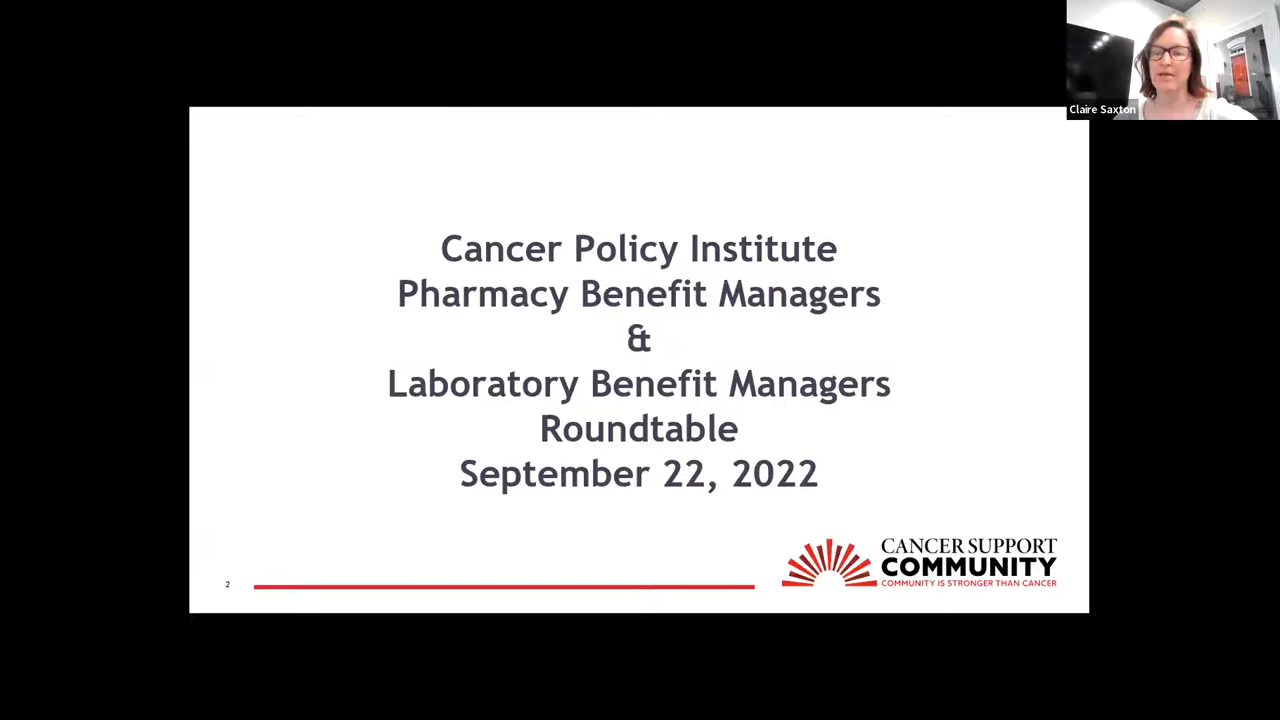 Claire Saxton
Cancer Policy Institute
Pharmacy Benefit Managers
&
Laboratory Benefit Managers
Roundtable
September 22, 2022
2
CANCER SUPPORT
COMMUNITY
COMMUNITY IS STRONGER THAN CANCER